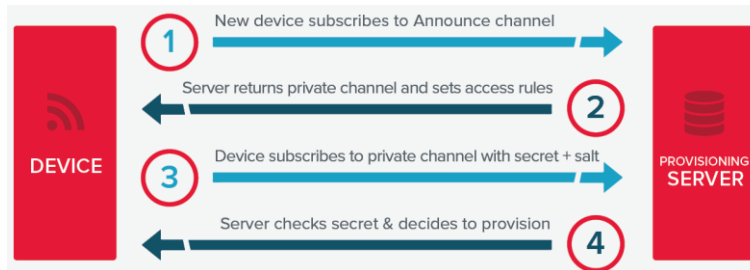 New device subscribes to Announce channel
1
Server returns private channel and sets access rules
2
DEVICE
Device subscribes to private channel with secret + salt
3
PROVISIONING
SERVER
Server checks secret & decides to provision
4